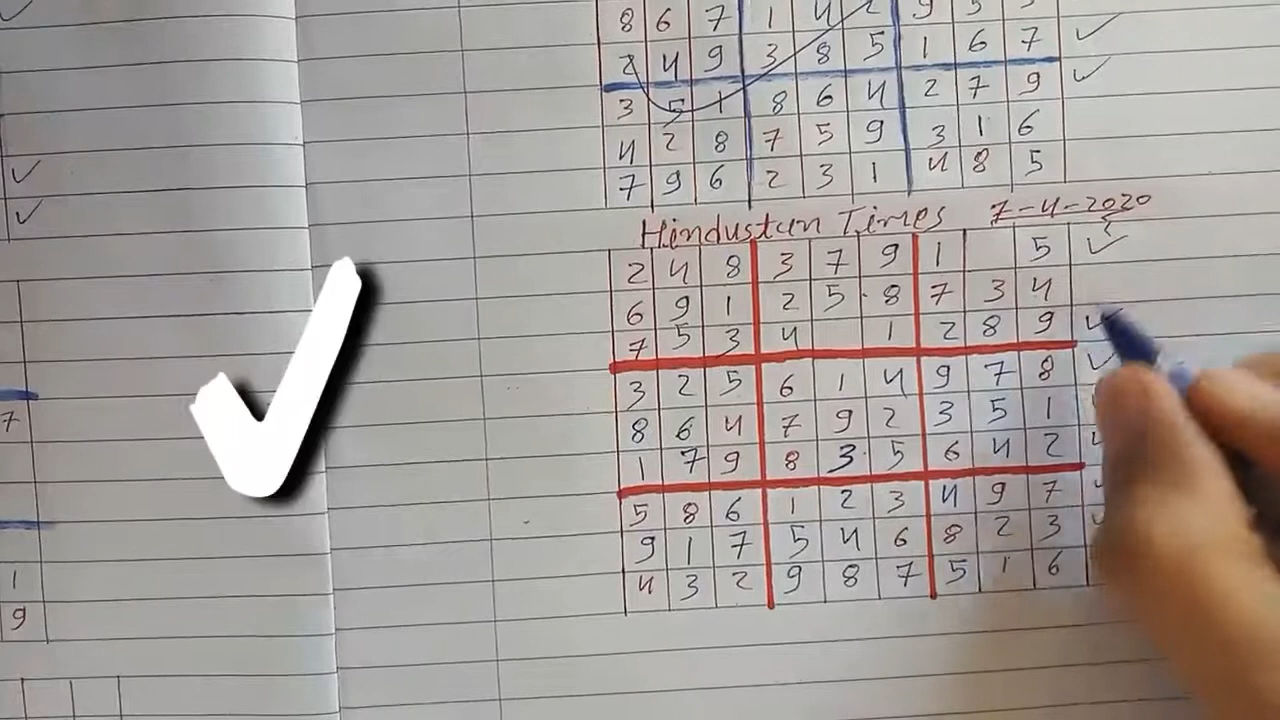 8 6 7 1 4 2 9 5
2 4 9 3 8 5 1 6 7 ✓
3 5 1 8 6 4 2 7 9 ✓
4 2 8 7 5 9 3 1 6
7 9 6 2 3 1 4 8 5
7
1
9
Hindustan Times 7-4-2020
2 4 8 3 7 9 1 5 ✓
6 9 1 2 5 8 7 3 4
7 5 3 4 1 2 8 9 ✓
3 2 5 6 1 4 9 7 8 ✓
8 6 4 7 9 2 3 5 1
1 7 9 8 3 5 6 4 2
5 8 6 1 2 3 4 9 7
9 1 7 5 4 6 8 2 3
4 3 2 9 8 7 5 1 6